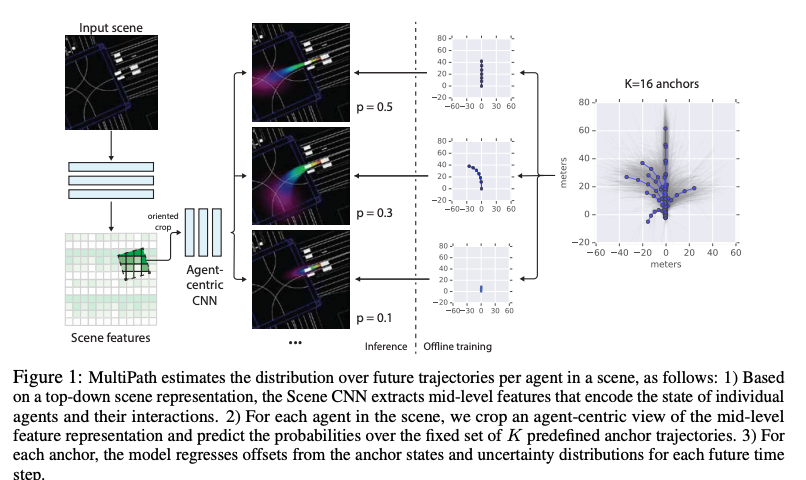 Input scene
oriented
crop
Agent-
centric
CNN
Scene features
p = 0.5
p = 0.3
p = 0.1
...
Inference
Offline training
80
60
40
20
0
−20
−60 −30 0 30 60
80
60
40
20
0
−20
−60 −30 0 30 60
80
60
40
20
0
−20
−60 −30 0 30 60
K=16 anchors
meters
80
60
40
20
0
−20
−60 −40 −20 0 20 40 60
meters
Figure 1: MultiPath estimates the distribution over future trajectories per agent in a scene, as follows: 1) Based
on a top-down scene representation, the Scene CNN extracts mid-level features that encode the state of individual
agents and their interactions. 2) For each agent in the scene, we crop an agent-centric view of the mid-level
feature representation and predict the probabilities over the fixed set of K predefined anchor trajectories. 3) For
each anchor, the model regresses offsets from the anchor states and uncertainty distributions for each future time
step.